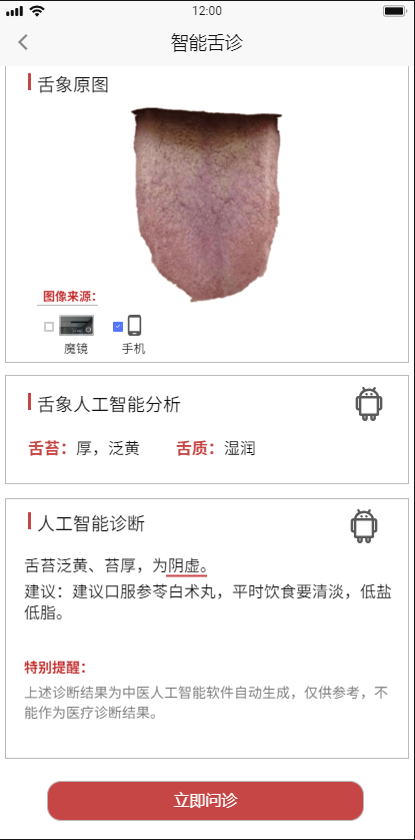 12:00
智能舌诊
舌象原图
图像来源：
魔镜 手机
舌象人工智能分析
舌苔：厚，泛黄 舌质：湿润
人工智能诊断
舌苔泛黄、苔厚，为阴虚。
建议：建议口服参苓白术丸，平时饮食要清淡，低盐
低脂。
特别提醒：
上述诊断结果为中医人工智能软件自动生成，仅供参考，不
能作为医疗诊断结果。
立即问诊